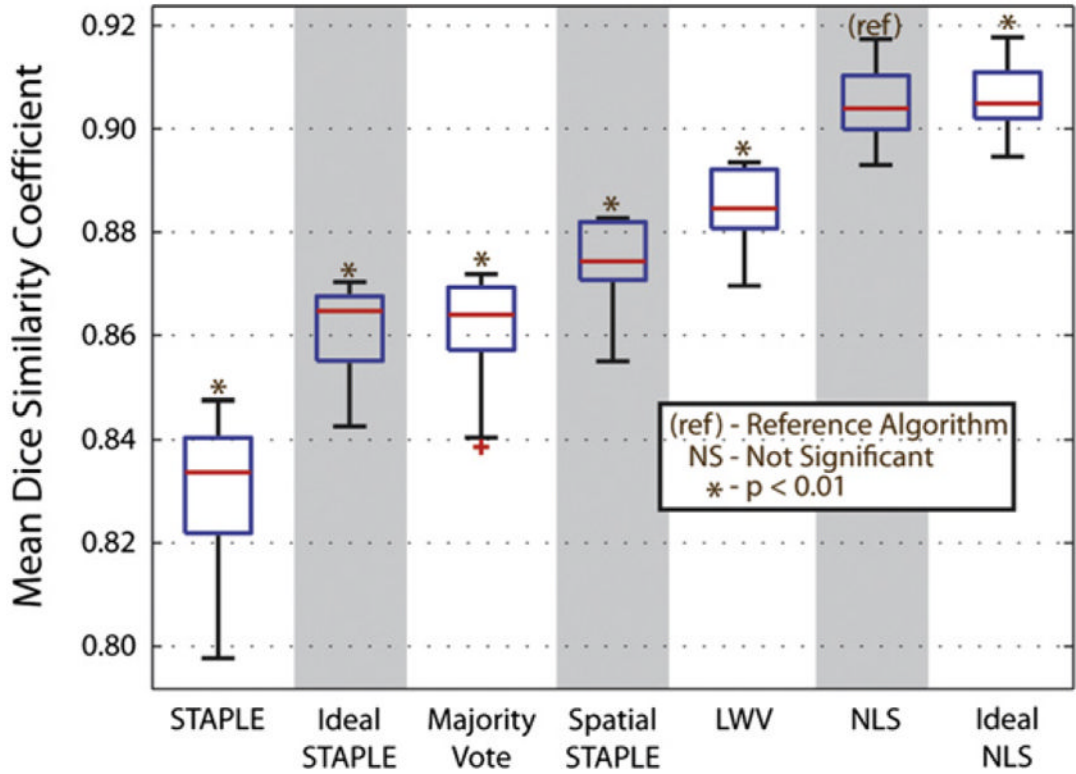 Mean Dice Similarity Coefficient
0.92
0.90
0.88
0.86
0.84
0.82
0.80
*
*
*
*
*
(ref)
*
(ref) - Reference Algorithm
NS - Not Significant
* - p < 0.01
STAPLE
Ideal
STAPLE
Majority
Vote
Spatial
STAPLE
LWV
NLS
Ideal
NLS